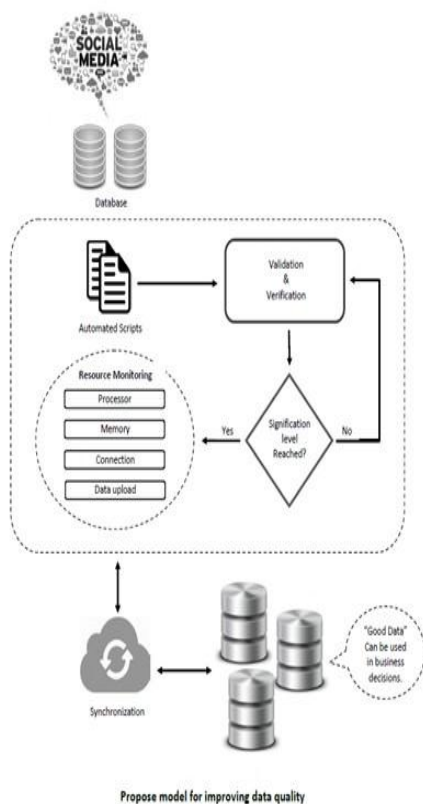 SOCIAL
MEDIA
Database
Automated Scripts
Validation
&
Verification
Resource Monitoring
Processor
Memory
Connection
Data upload
Yes
Signification
level
Reached?
No
Synchronization
"Good Data"
Can be used
in business
decisions.
Propose model for improving data quality